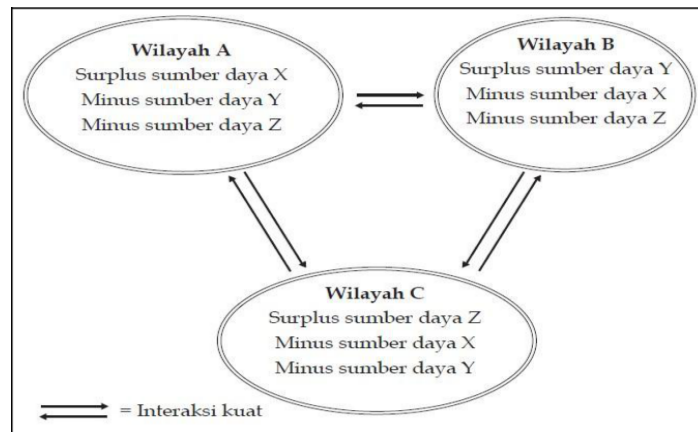 Wilayah A
Surplus sumber daya X
Minus sumber daya Y
Minus sumber daya Z
Wilayah B
Surplus sumber daya Y
Minus sumber daya X
Minus sumber daya Z
Wilayah C
Surplus sumber daya Z
Minus sumber daya X
Minus sumber daya Y
= Interaksi kuat